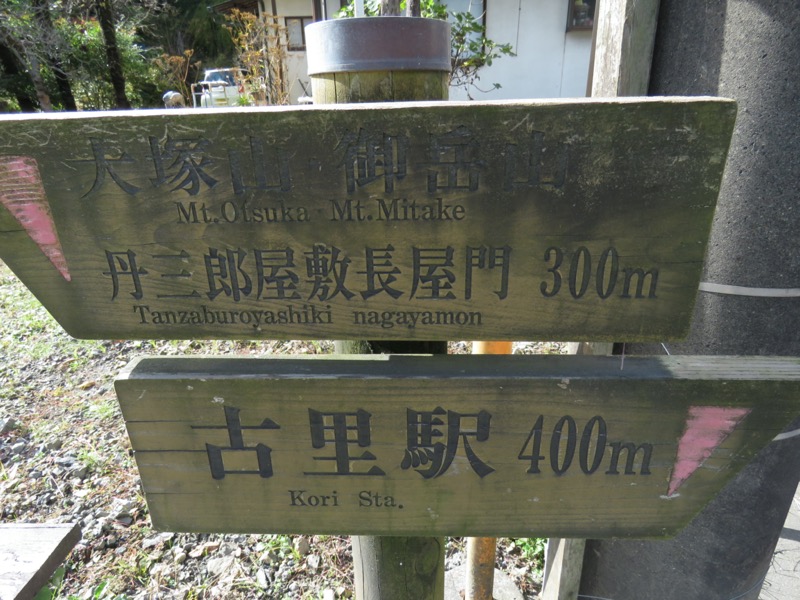 大塚山・御岳山
Mt.Otsuka・Mt.Mitake
丹三郎屋敷長屋門 300m
Tanzaburoyashiki nagayamon
古里駅 400m
Kori Sta.